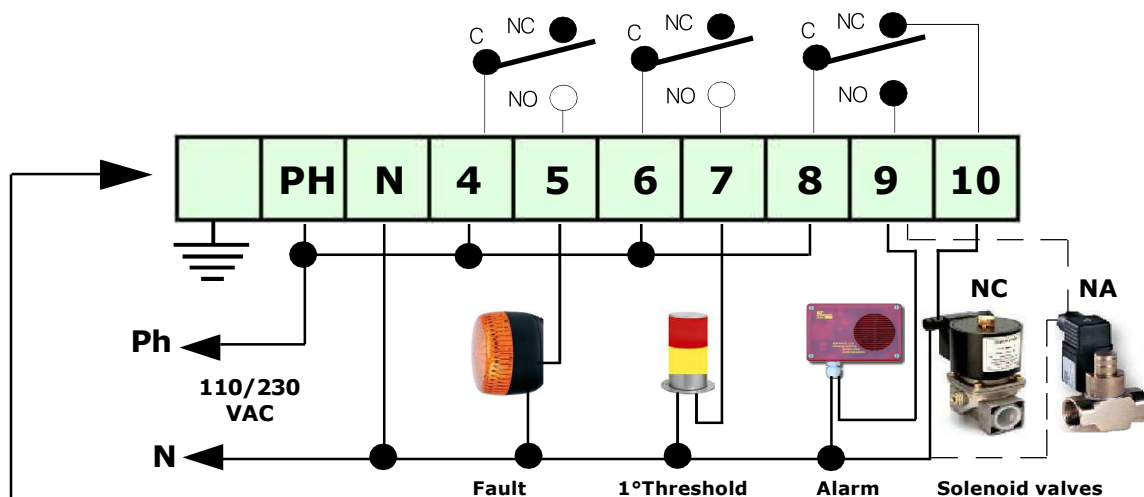 C NC C NC C NC
NO NO NO
PH N 4 5 6 7 8 9 10
NC NA
Ph
110/230
VAC
N
Fault 1°Threshold Alarm Solenoid valves